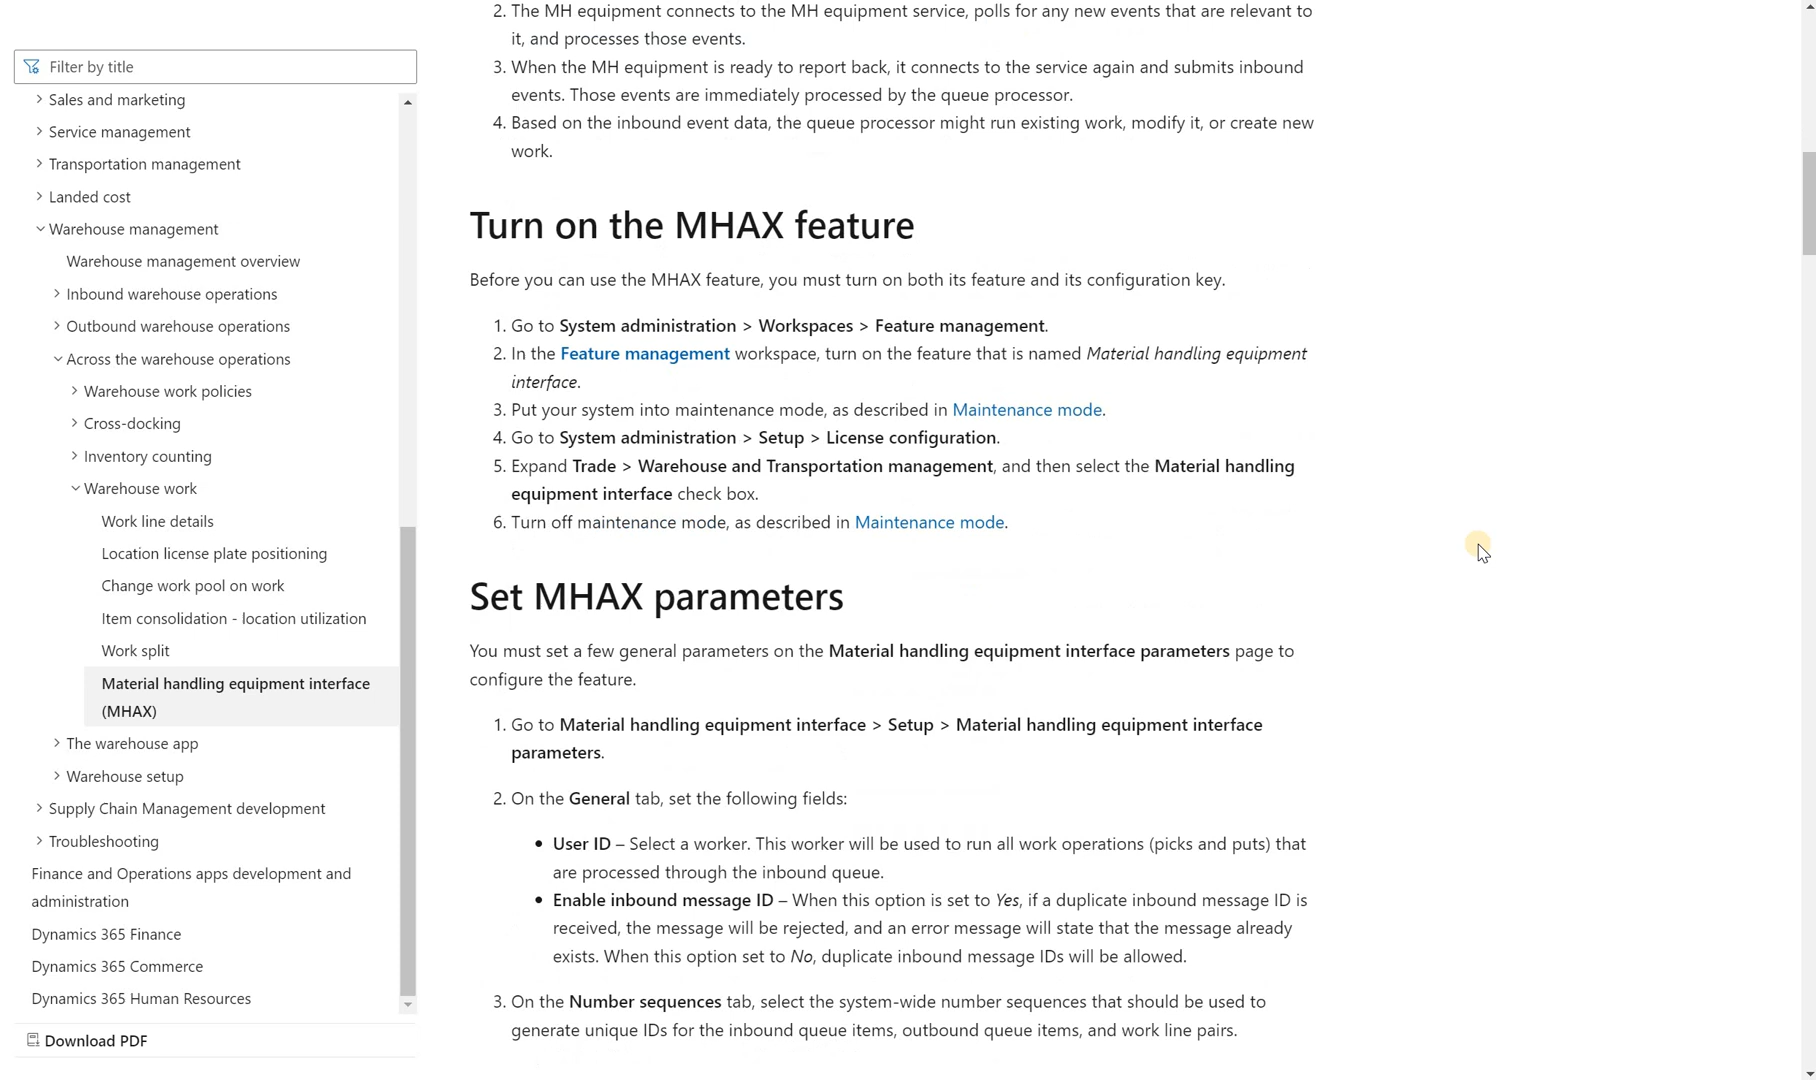 Filter by title
Sales and marketing
Service management
Transportation management
Landed cost
Warehouse management
Warehouse management overview
Inbound warehouse operations
Outbound warehouse operations
Across the warehouse operations
Warehouse work policies
Cross-docking
Inventory counting
Warehouse work
Work line details
Location license plate positioning
Change work pool on work
Item consolidation - location utilization
Work split
Material handling equipment interface
(MHAX)
The warehouse app
Warehouse setup
Supply Chain Management development
Troubleshooting
Finance and Operations apps development and
administration
Dynamics 365 Finance
Dynamics 365 Commerce
Dynamics 365 Human Resources
Download PDF
2. The MH equipment connects to the MH equipment service, polls for any new events that are relevant to
it, and processes those events.
3. When the MH equipment is ready to report back, it connects to the service again and submits inbound
events. Those events are immediately processed by the queue processor.
4. Based on the inbound event data, the queue processor might run existing work, modify it, or create new
work.
Turn on the MHAX feature
Before you can use the MHAX feature, you must turn on both its feature and its configuration key.
1. Go to System administration > Workspaces > Feature management.
2. In the Feature management workspace, turn on the feature that is named Material handling equipment
interface.
3. Put your system into maintenance mode, as described in Maintenance mode.
4. Go to System administration > Setup > License configuration.
5. Expand Trade > Warehouse and Transportation management, and then select the Material handling
equipment interface check box.
6. Turn off maintenance mode, as described in Maintenance mode.
Set MHAX parameters
You must set a few general parameters on the Material handling equipment interface parameters page to
configure the feature.
1. Go to Material handling equipment interface > Setup > Material handling equipment interface
parameters.
2. On the General tab, set the following fields:
• User ID – Select a worker. This worker will be used to run all work operations (picks and puts) that
are processed through the inbound queue.
• Enable inbound message ID – When this option is set to Yes, if a duplicate inbound message ID is
received, the message will be rejected, and an error message will state that the message already
exists. When this option set to No, duplicate inbound message IDs will be allowed.
3. On the Number sequences tab, select the system-wide number sequences that should be used to
generate unique IDs for the inbound queue items, outbound queue items, and work line pairs.